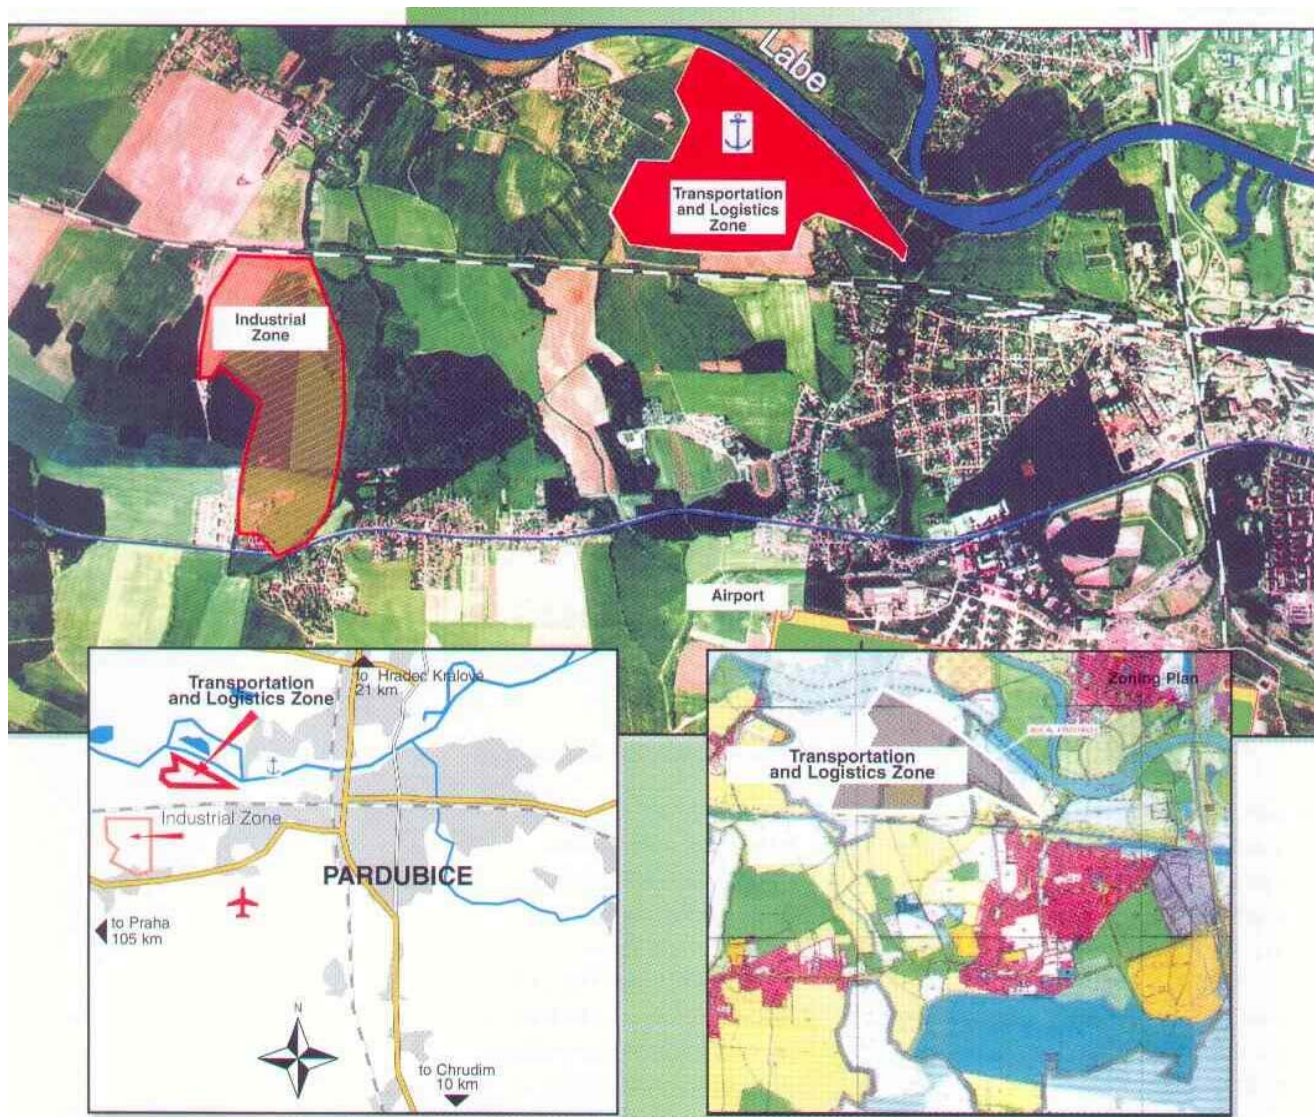 Labe
Transportation
and Logistics
Zone
Industrial
Zone
Airport
Transportation
and Logistics Zone
to Hradec Králové
21 km
Industrial Zone
PARDUBICE
to Praha
105 km
N
to Chrudim
10 km
Zoning Plan
Transportation
and Logistics Zone